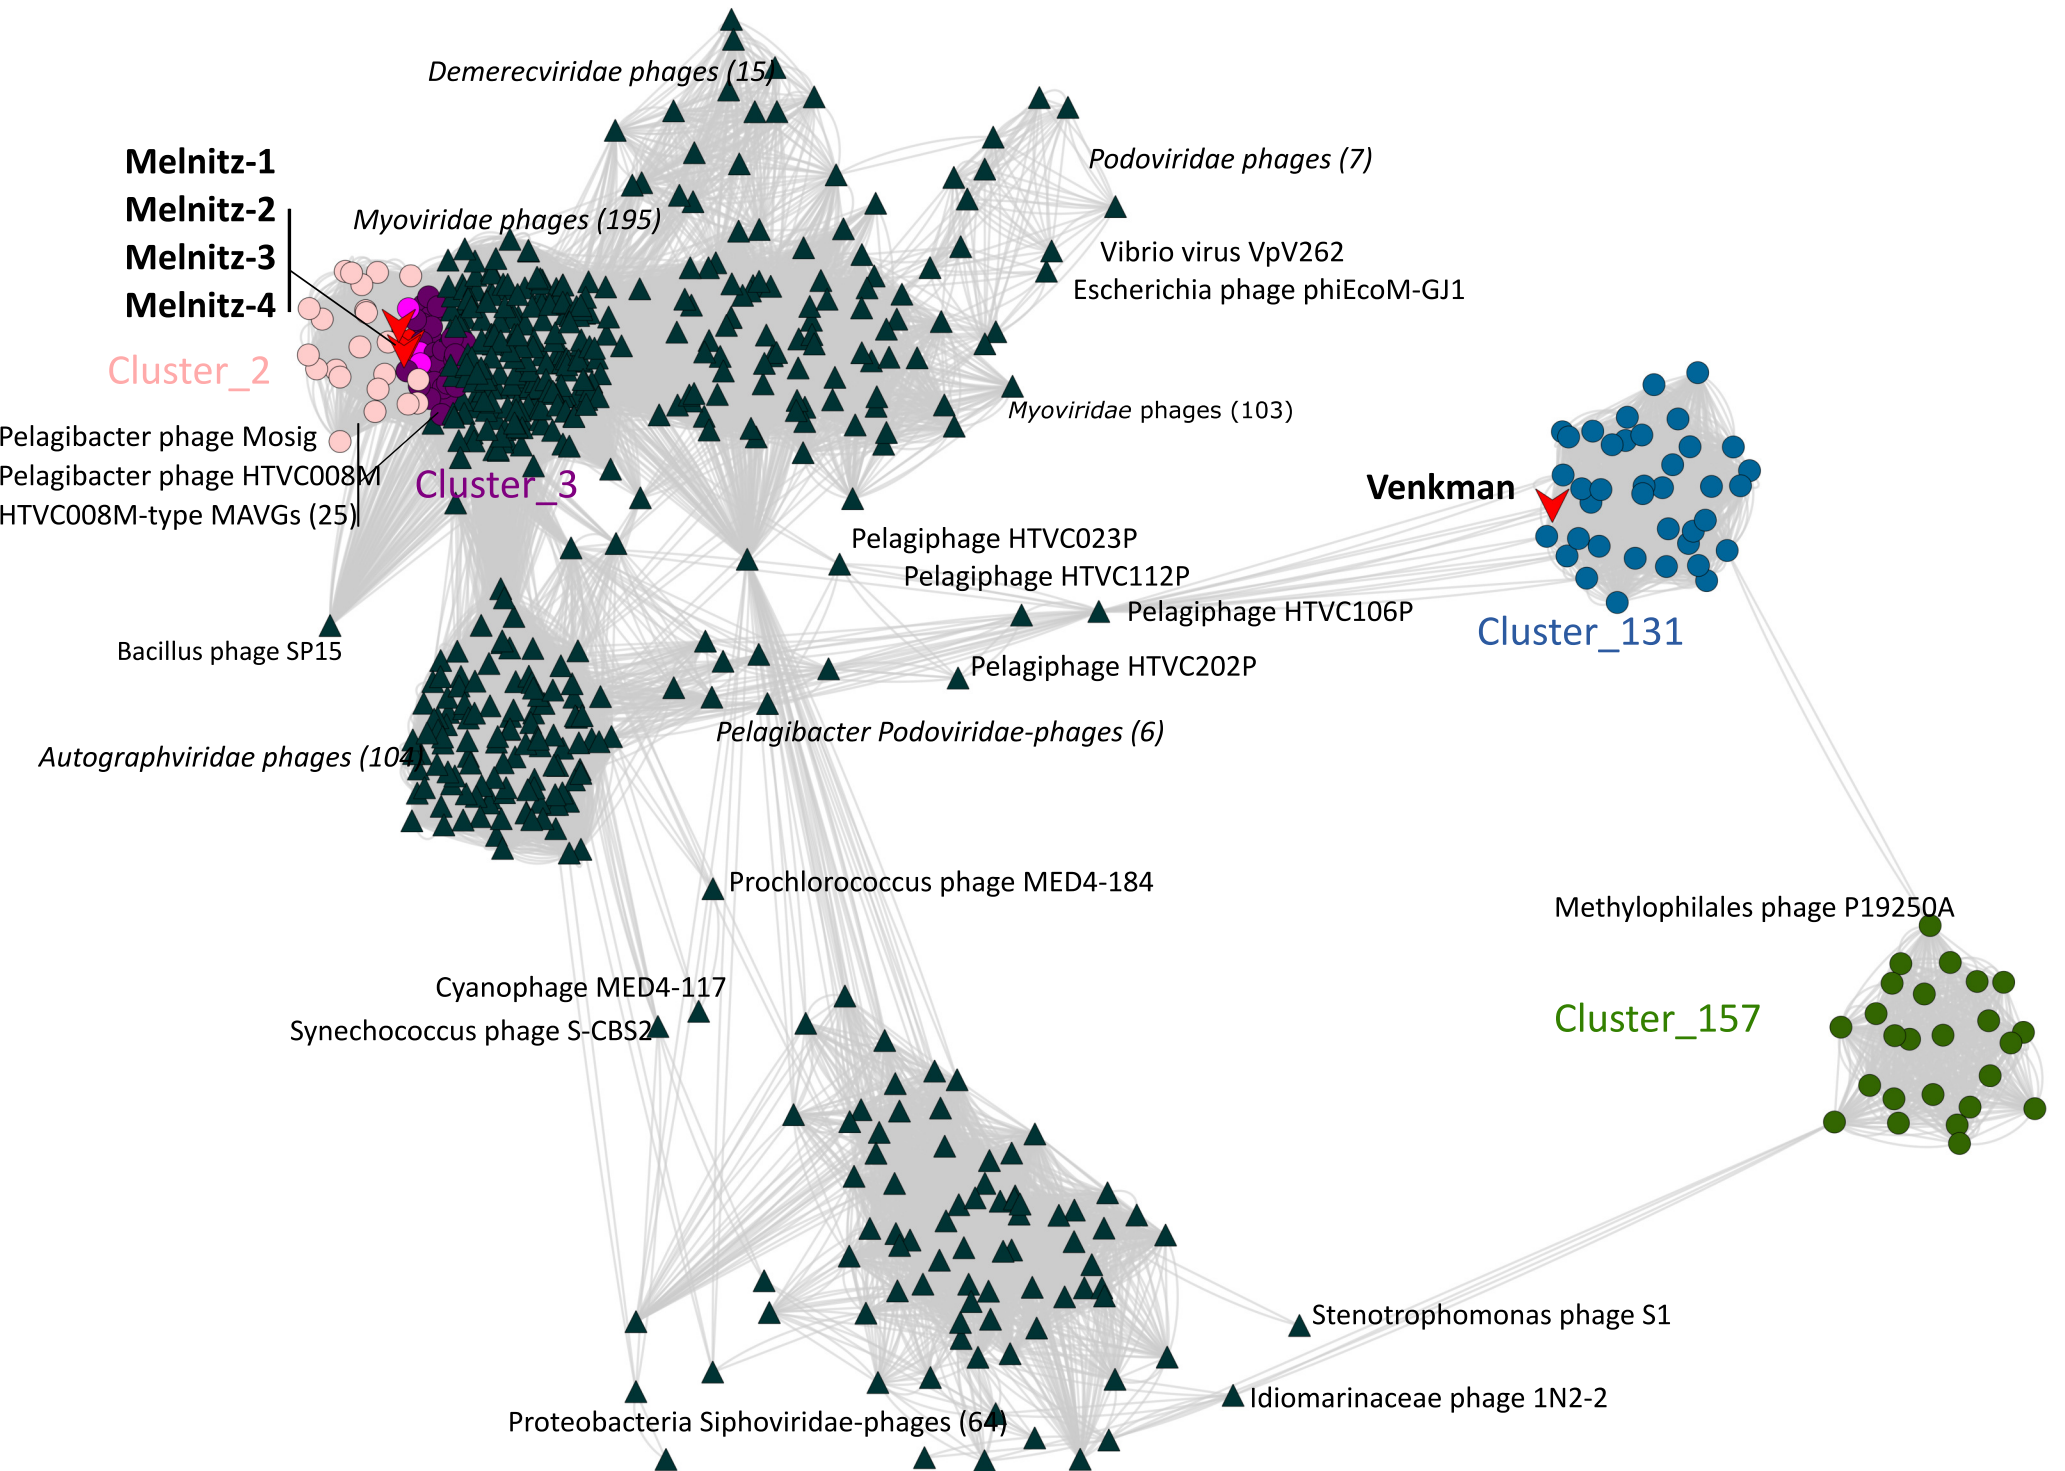 Demerecviridae phages (15)
Podoviridae phages (7)
Melnitz-1
Melnitz-2
Melnitz-3
Melnitz-4
Myoviridae phages (195)
Vibrio virus VpV262
Escherichia phage phiEcoM-GJ1
Cluster_2
Myoviridae phages (103)
Pelagibacter phage Mosig
Pelagibacter phage HTVC008M
HTVC008M-type MAVGs (25)
Cluster_3
Venkman
Pelagiphage HTVC023P
Pelagiphage HTVC112P
Pelagiphage HTVC106P
Cluster_131
Bacillus phage SP15
Pelagiphage HTVC202P
Pelagibacter Podoviridae-phages (6)
Autographviridae phages (104)
Prochlorococcus phage MED4-184
Methylophilales phage P19250A
Cyanophage MED4-117
Synechococcus phage S-CBS2
Cluster_157
Stenotrophomonas phage S1
Idiomarinaceae phage 1N2-2
Proteobacteria Siphoviridae-phages (64)